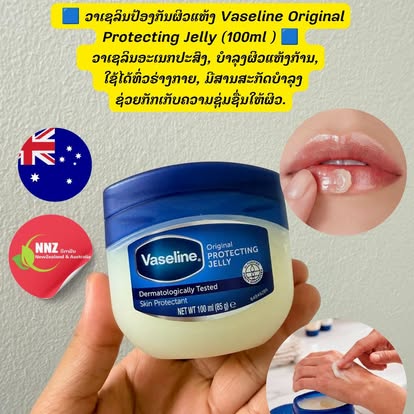 ວາເຊລິນປ້ອງກັນຜິວແຫ້ງ Vaseline Original
Protecting Jelly (100ml )
ວາເຊລິນອະເນກປະສົງ, ບຳລຸງຜິວແຫ້ງກ້ານ,
ໃຊ້ໄດ້ທົ່ວຮ່າງກາຍ, ມີສານສະກັດບຳລຸງ
ຊ່ວຍກັກເກັບຄວາມຊຸ່ມຊື່ນໃຫ້ຜິວ.
NNZ
NewZealand & Australia
Vaseline®
Original
PROTECTING
JELLY
Dermatologically Tested
Skin Protectant
NET WT 100 ml (85 g) e